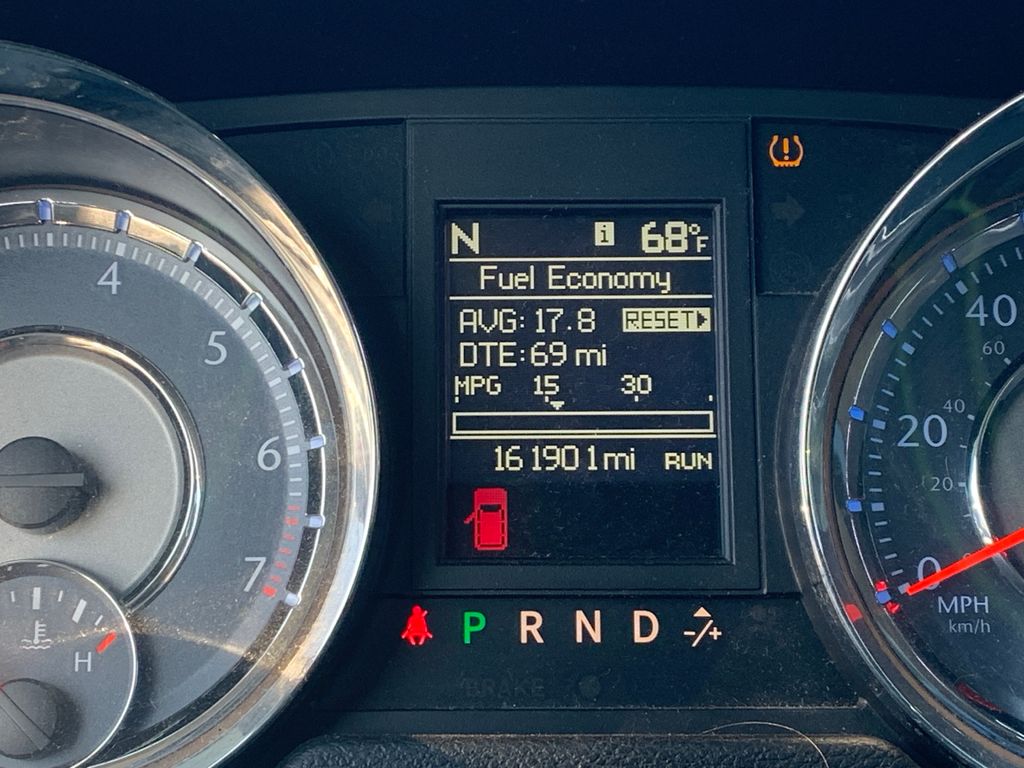 N i 68°F
Fuel Economy
AVG: 17.8 RESET
DTE: 69 mi
MPG 15 30
161901 mi RUN
P R N D -/+
BRAKE
4
5
6
7
H
40
60
20
40
20
0
MPH
km/h